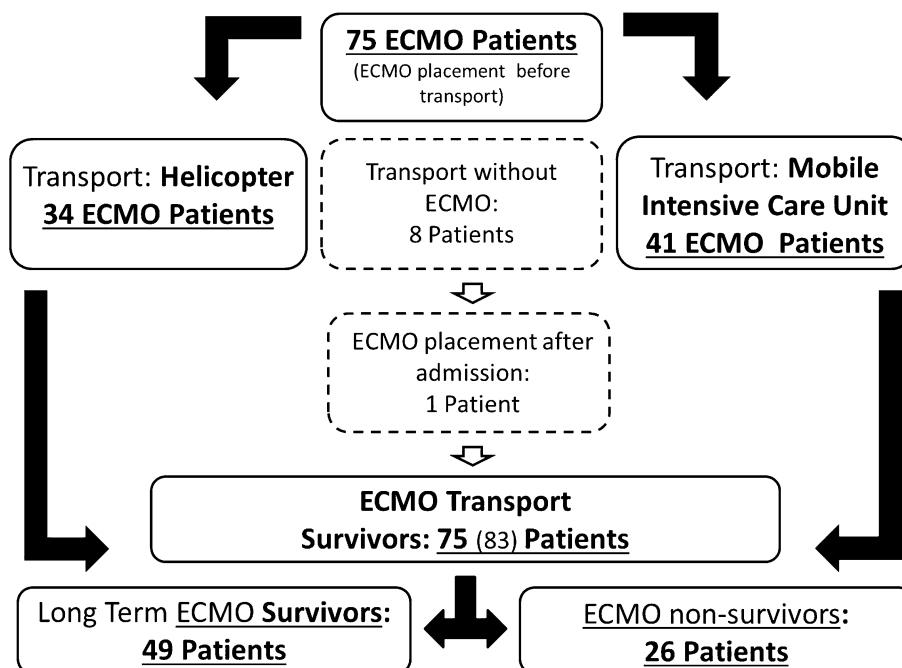 75 ECMO Patients
(ECMO placement before
transport)
Transport: Helicopter
34 ECMO Patients
Transport without
ECMO:
8 Patients
Transport: Mobile
Intensive Care Unit
41 ECMO Patients
ECMO placement after
admission:
1 Patient
ECMO Transport
Survivors: 75 (83) Patients
Long Term ECMO Survivors:
49 Patients
ECMO non-survivors:
26 Patients